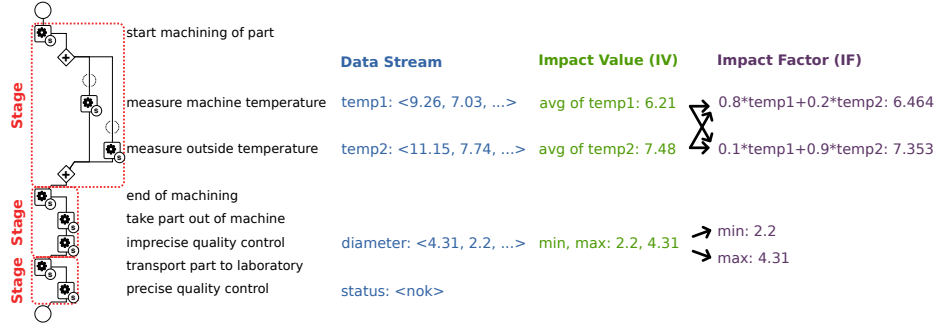 start machining of part
s
Data Stream
Impact Value (IV)
Impact Factor (IF)
Stage
measure machine temperature
s
temp1: <9.26, 7.03, ...>
avg of temp1: 6.21
0.8*temp1+0.2*temp2: 6.464
measure outside temperature
s
temp2: <11.15, 7.74, ...>
avg of temp2: 7.48
0.1*temp1+0.9*temp2: 7.353
end of machining
s
Stage
take part out of machine
s
imprecise quality control
s
diameter: <4.31, 2.2, ...>
min, max: 2.2, 4.31
min: 2.2
max: 4.31
transport part to laboratory
s
Stage
precise quality control
s
status: <nok>